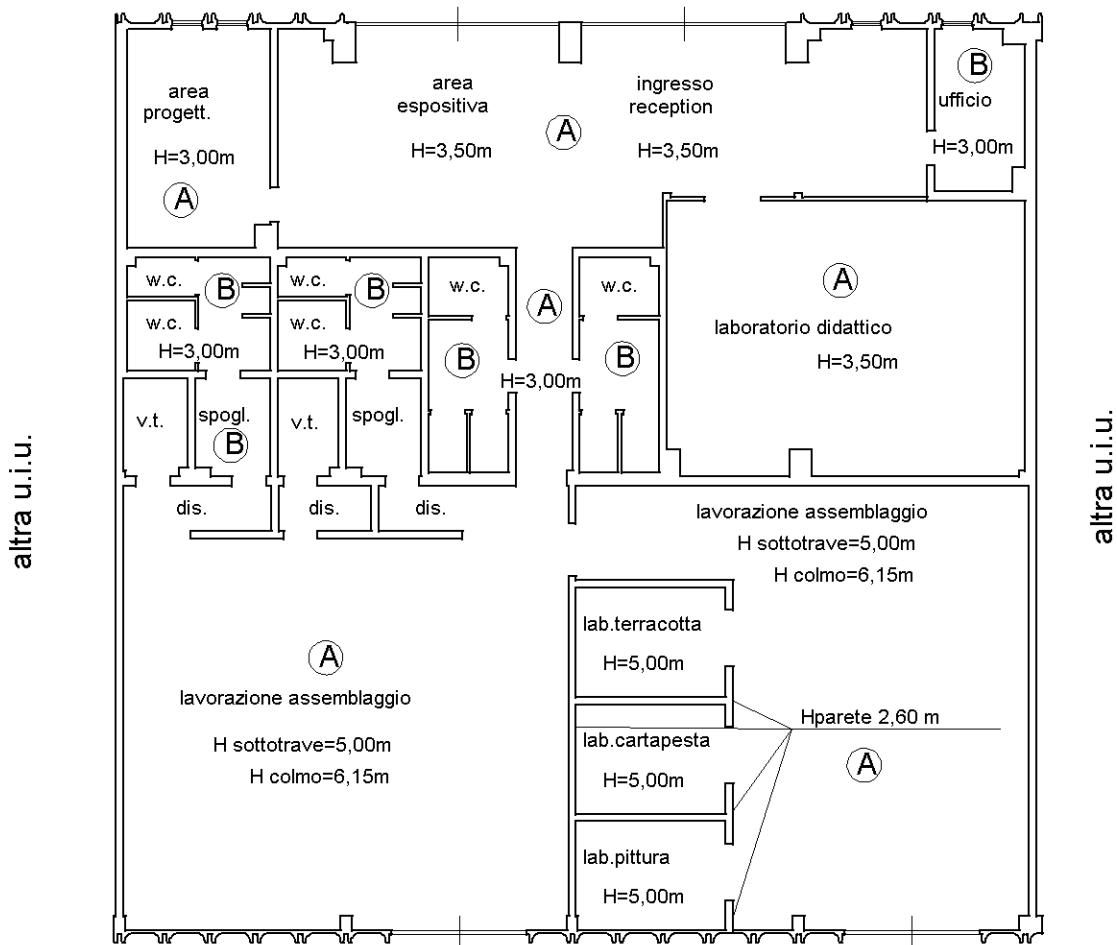 area
progett.
H=3,00m
A
area
espositiva
H=3,50m
A
ingresso
reception
H=3,50m
B
ufficio
H=3,00m
w.c.
B
w.c.
H=3,00m
w.c.
B
w.c.
H=3,00m
w.c.
B
A
H=3,00m
w.c.
B
A
laboratorio didattico
H=3,50m
v.t.
spogl.
B
v.t.
spogl.
dis.
dis.
dis.
altra u.i.u.
altra u.i.u.
lavorazione assemblaggio
H sottotrave=5,00m
H colmo=6,15m
A
lavorazione assemblaggio
H sottotrave=5,00m
H colmo=6,15m
lab.terracotta
H=5,00m
lab.cartapesta
H=5,00m
Hparete 2,60 m
A
lab.pittura
H=5,00m